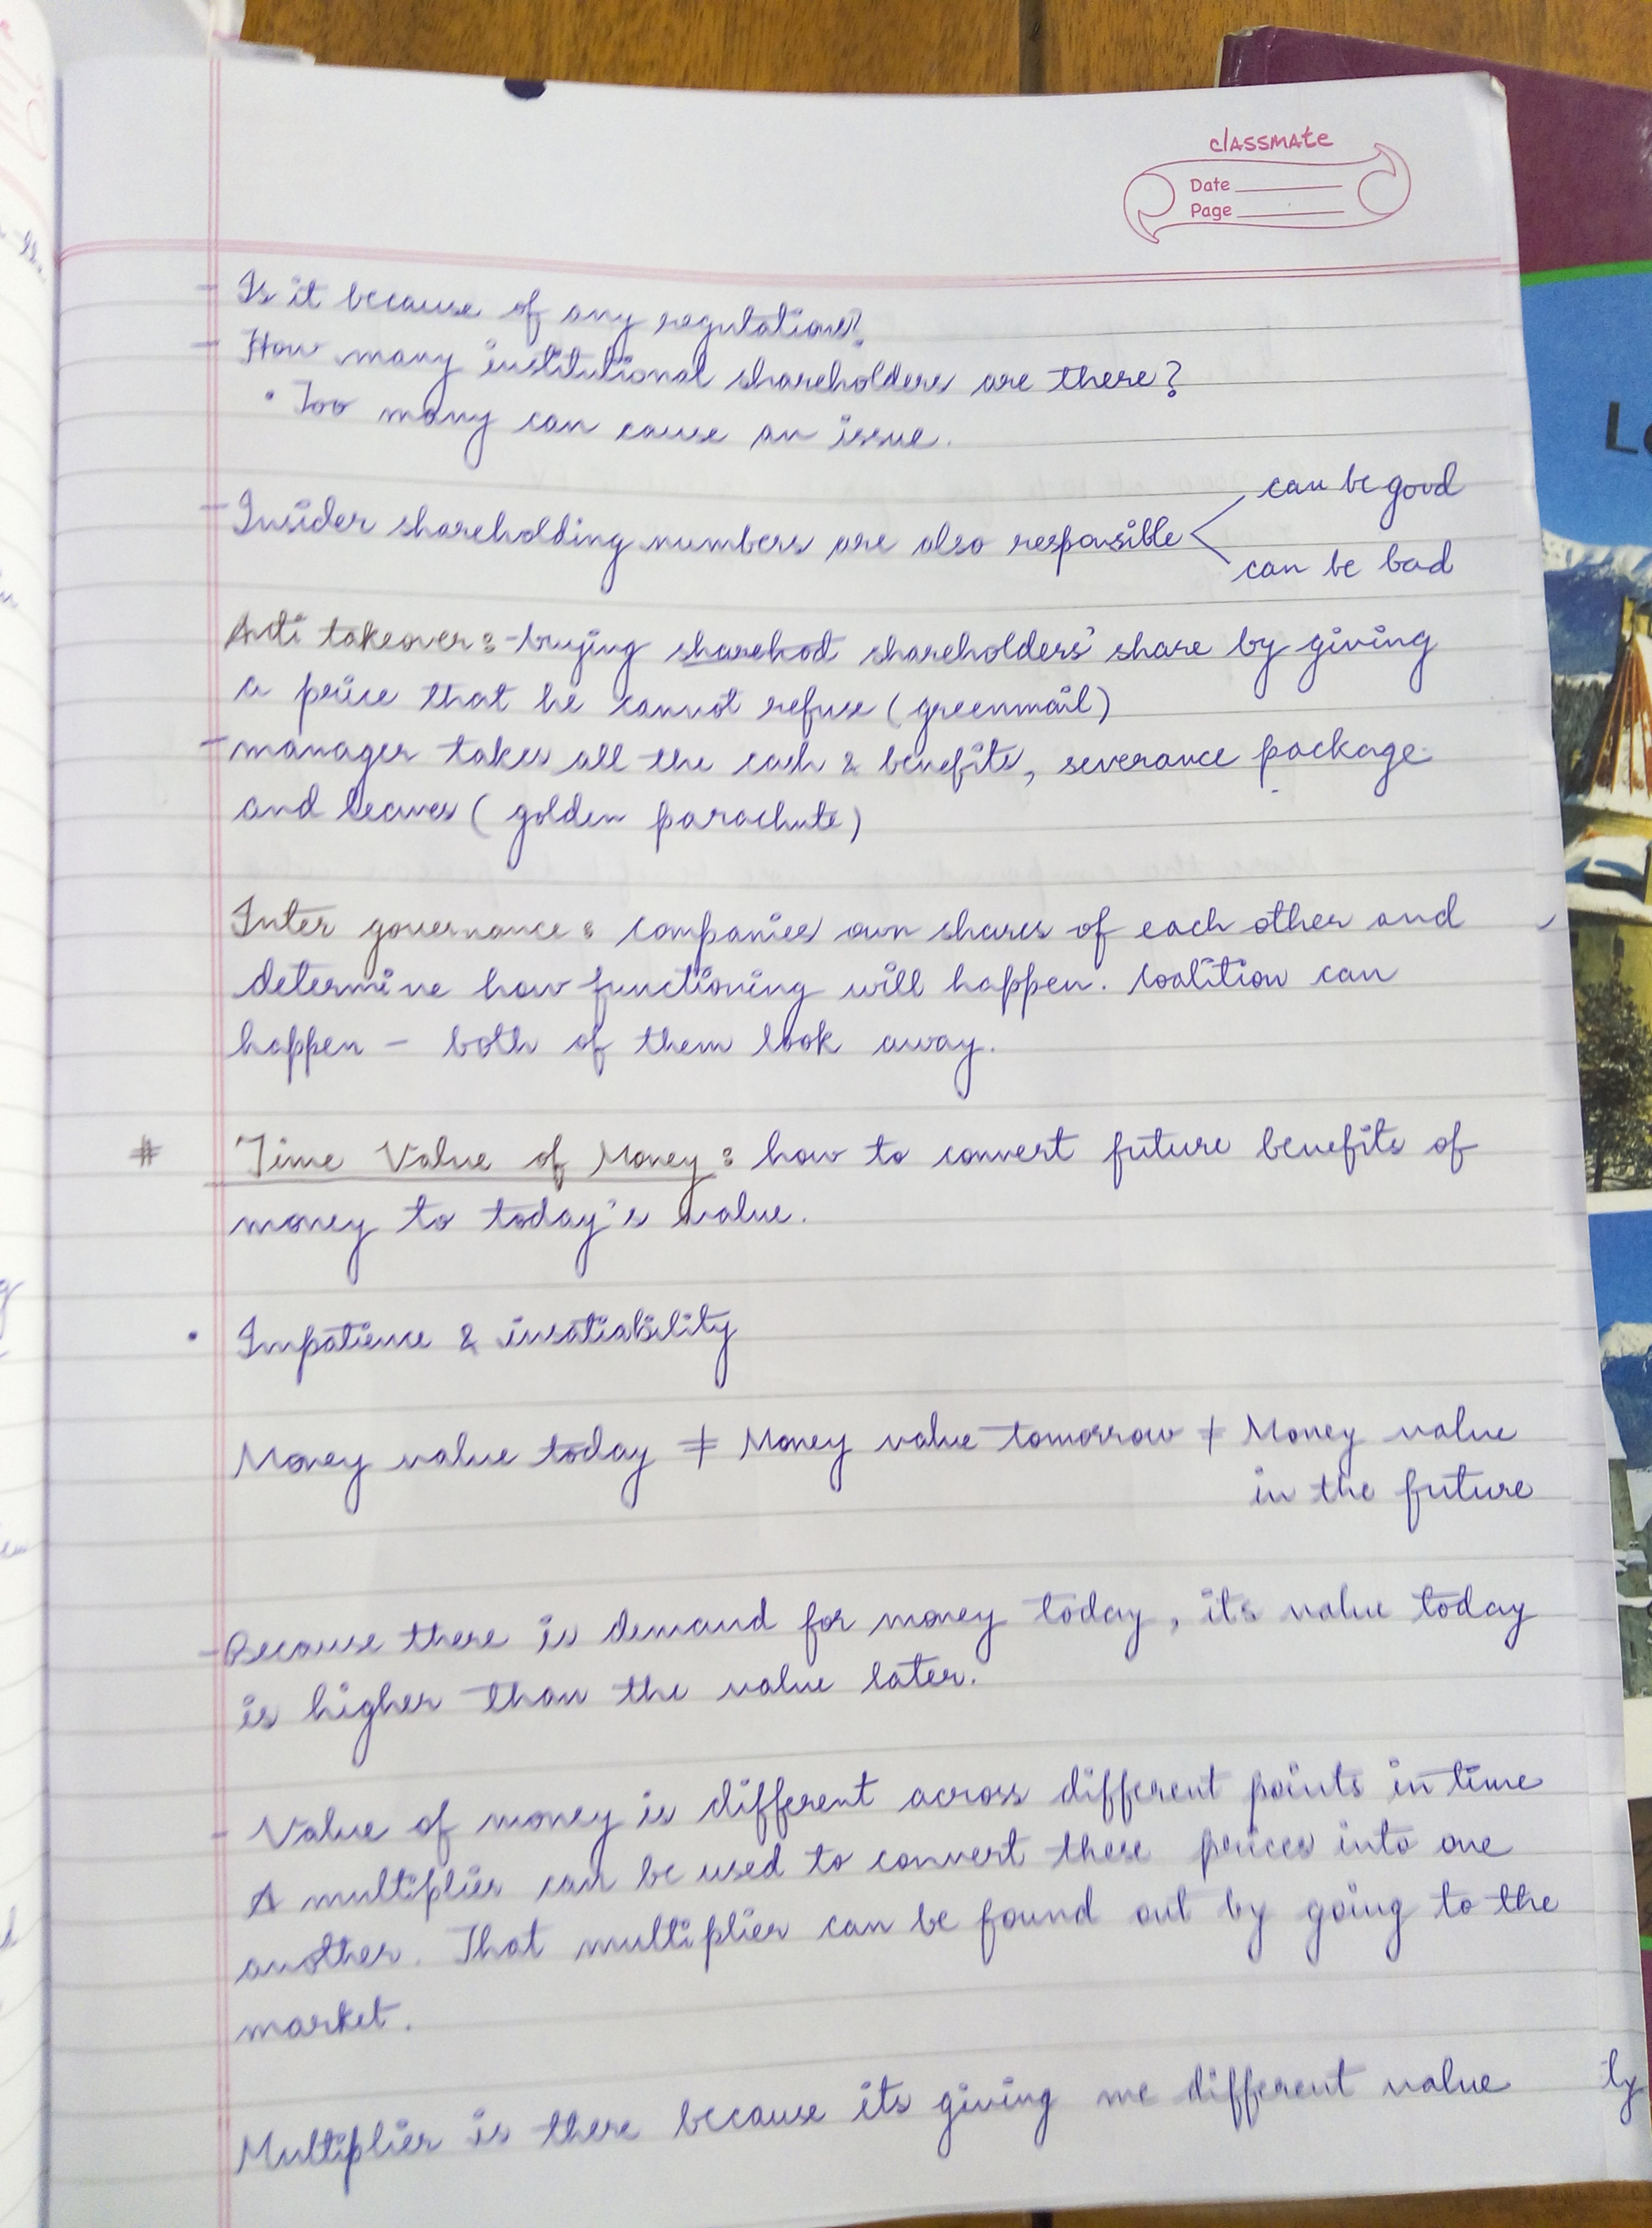 classmate
Date
Page
- Is it because of any regulations?
- How many institutional shareholders are there?
• Too many can cause an issue.
can be good
- Insider shareholding numbers are also responsible
can be bad
Anti takeover :- buying sharehod shareholders' share by giving
a price that he cannot refuse (greenmail)
- manager takes all the cash & benefits, severance package
and leaves (golden parachute)
Inter governance : companies own shares of each other and
determine how functioning will happen. Coalition can
happen - both of them look away.
# Time Value of Money : how to convert future benefits of
money to today's value.
• Impatience & insatiability
Money value today ≠ Money value tomorrow ≠ Money value
in the future
- Because there is demand for money today, its value today
is higher than the value later.
- Value of money is different across different points in time
A multiplier can be used to convert these prices into one
another. That multiplier can be found out by going to the
market.
Multiplier is there because its giving me different value